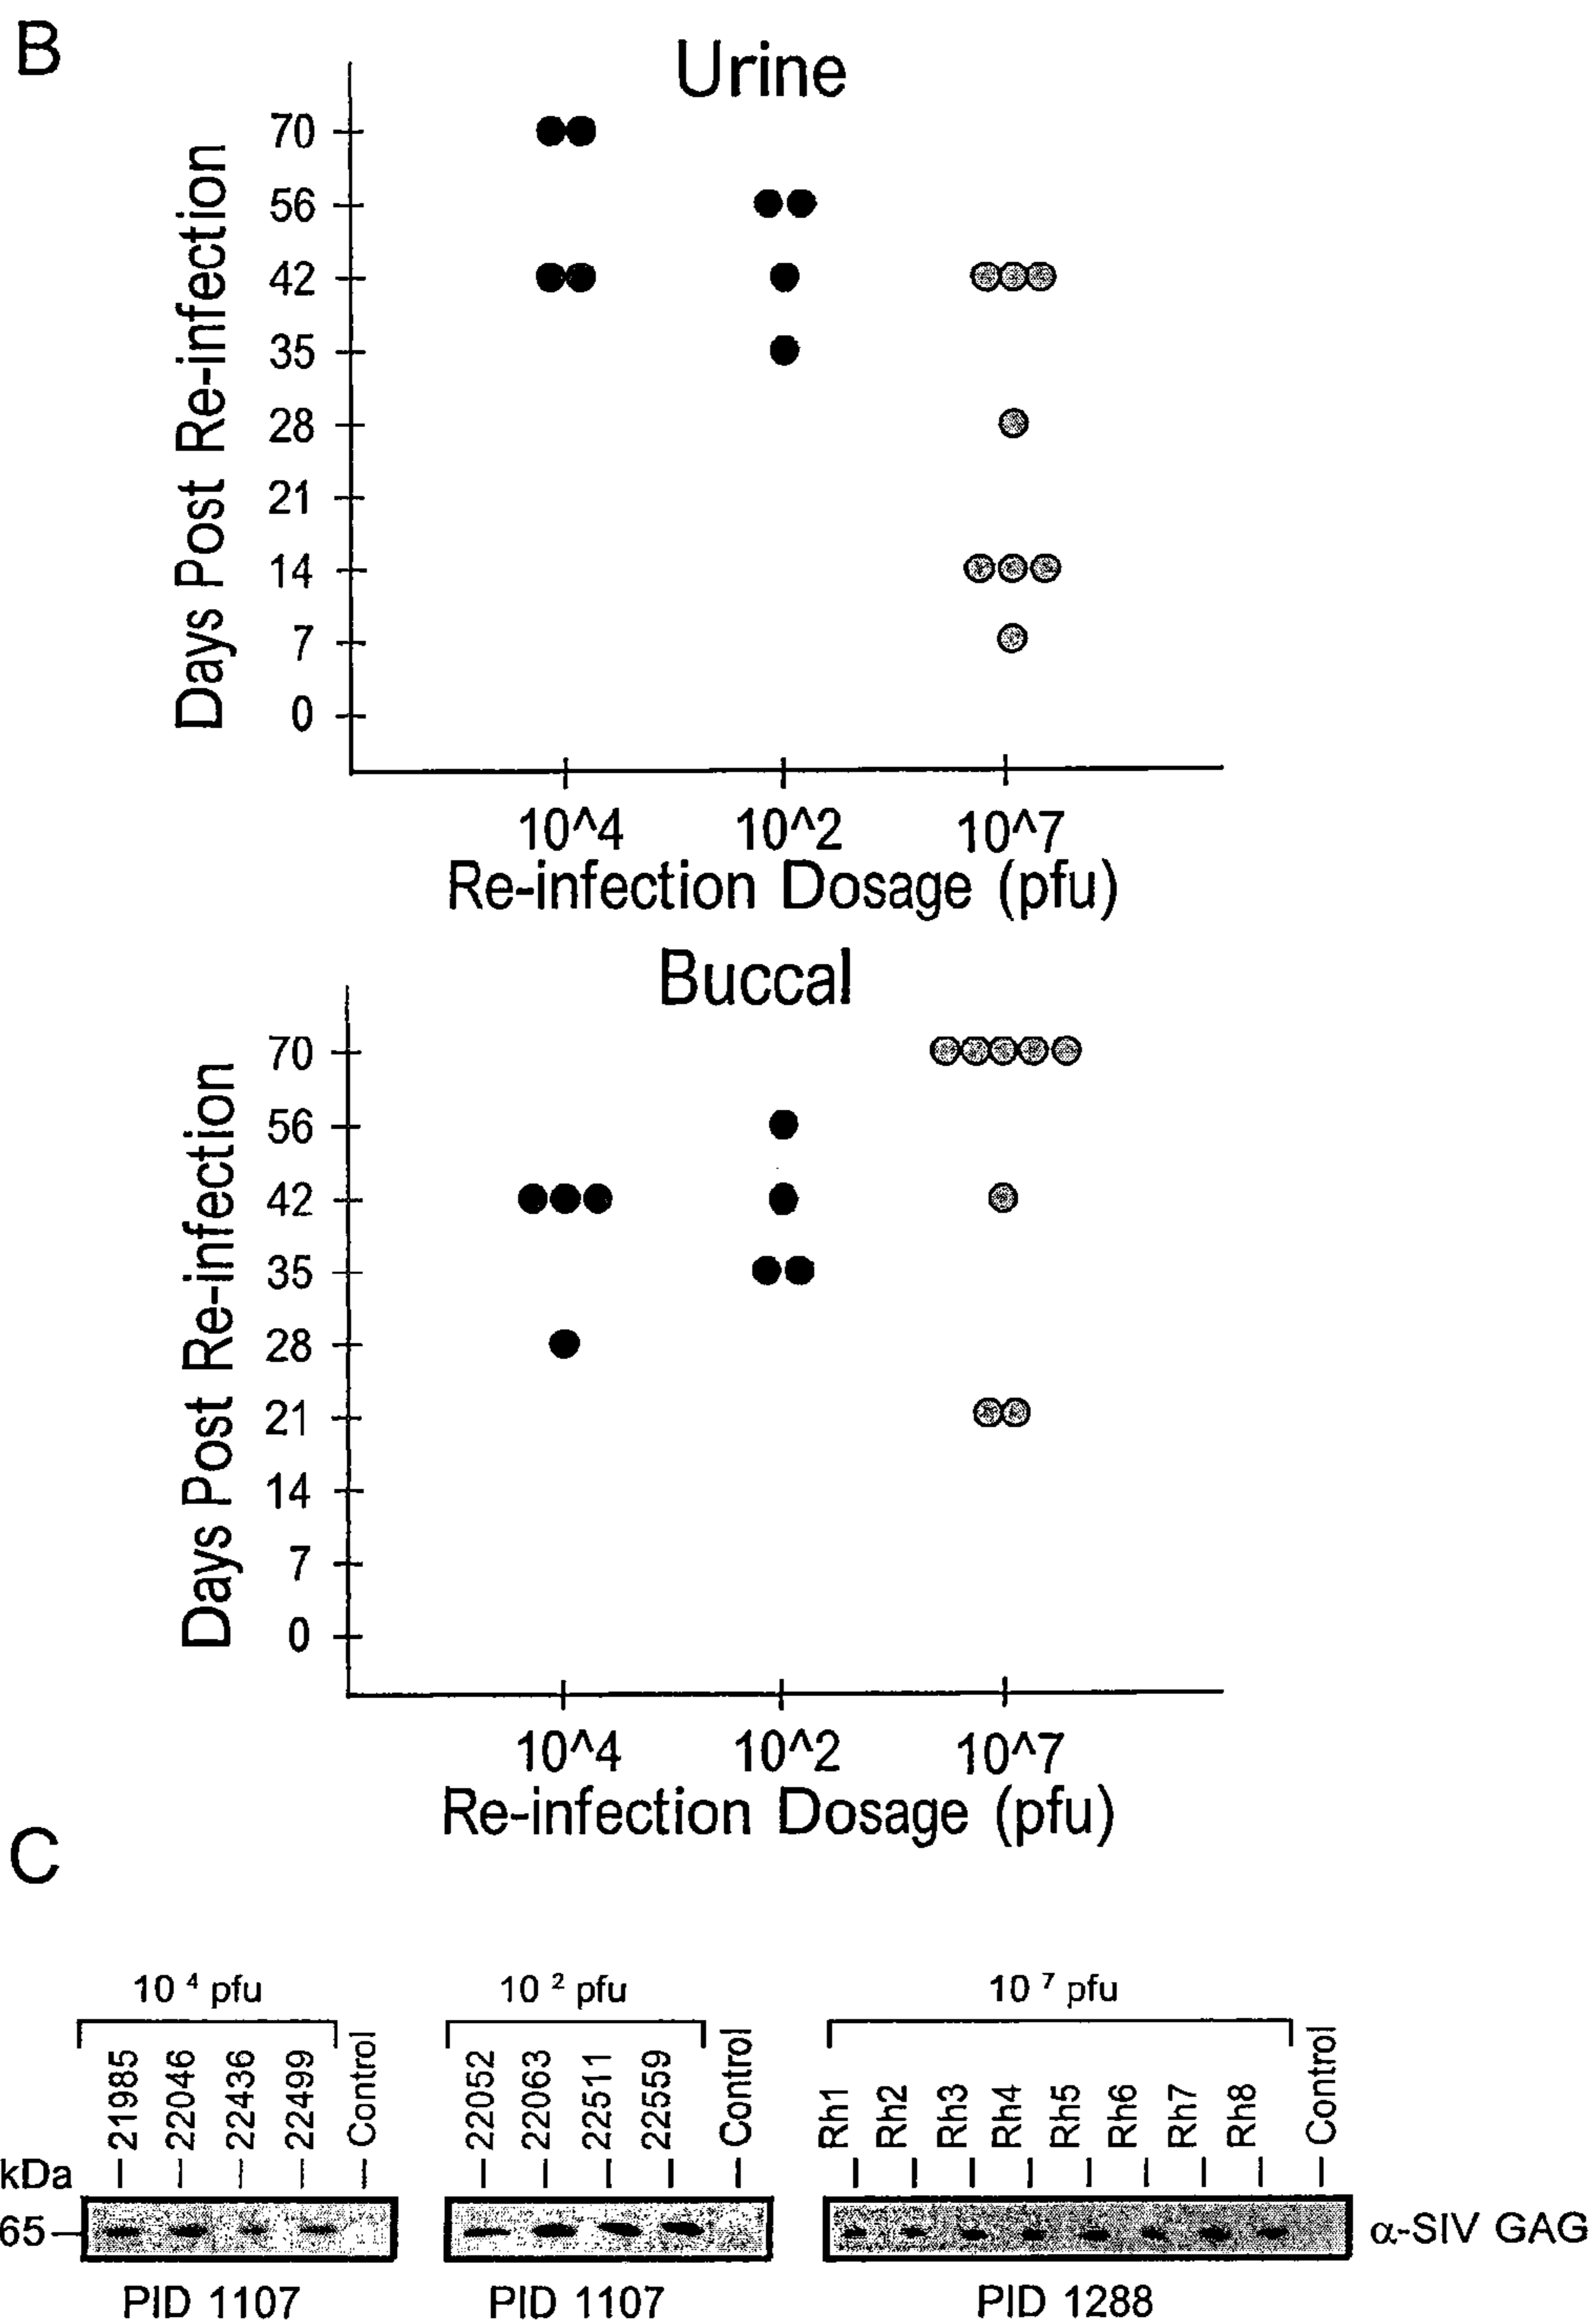 B
Urine
Days Post Re-infection
70
56
42
35
28
21
14
7
0
10^4 10^2 10^7
Re-infection Dosage (pfu)
Buccal
Days Post Re-infection
70
56
42
35
28
21
14
7
0
10^4 10^2 10^7
Re-infection Dosage (pfu)
C
10 4 pfu 10 2 pfu 10 7 pfu
21985 22046 22436 22499 Control 22052 22063 22511 22559 Control Rh1 Rh2 Rh3 Rh4 Rh5 Rh6 Rh7 Rh8 Control
kDa
65 α-SIV GAG
PID 1107 PID 1107 PID 1288